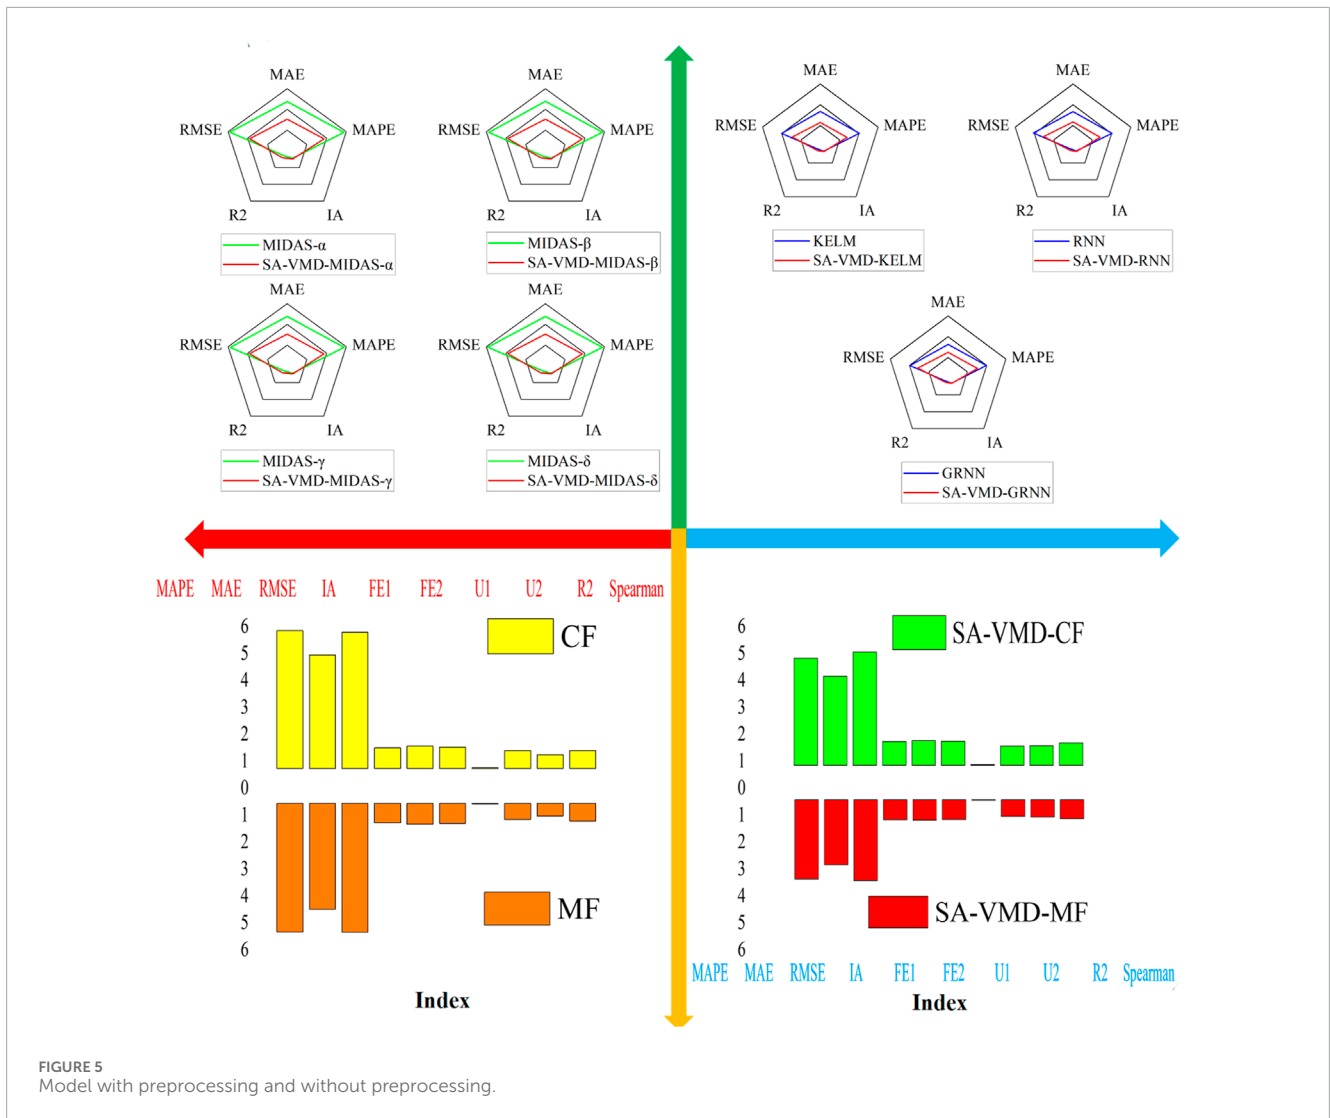 MAE
RMSE
MAPE
R2
IA
MIDAS-α
SA-VMD-MIDAS-α
MAE
RMSE
MAPE
R2
IA
MIDAS-β
SA-VMD-MIDAS-β
MAE
RMSE
MAPE
R2
IA
MIDAS-γ
SA-VMD-MIDAS-γ
MAE
RMSE
MAPE
R2
IA
MIDAS-δ
SA-VMD-MIDAS-δ
MAE
RMSE
MAPE
R2
IA
KELM
SA-VMD-KELM
MAE
RMSE
MAPE
R2
IA
RNN
SA-VMD-RNN
MAE
RMSE
MAPE
R2
IA
GRNN
SA-VMD-GRNN
MAPE MAE RMSE IA FE1 FE2 U1 U2 R2 Spearman
6
5
4
3
2
1
0
1
2
3
4
5
6
CF
MF
Index
6
5
4
3
2
1
0
1
2
3
4
5
6
SA-VMD-CF
SA-VMD-MF
MAPE MAE RMSE IA FE1 FE2 U1 U2 R2 Spearman
Index
FIGURE 5
Model with preprocessing and without preprocessing.